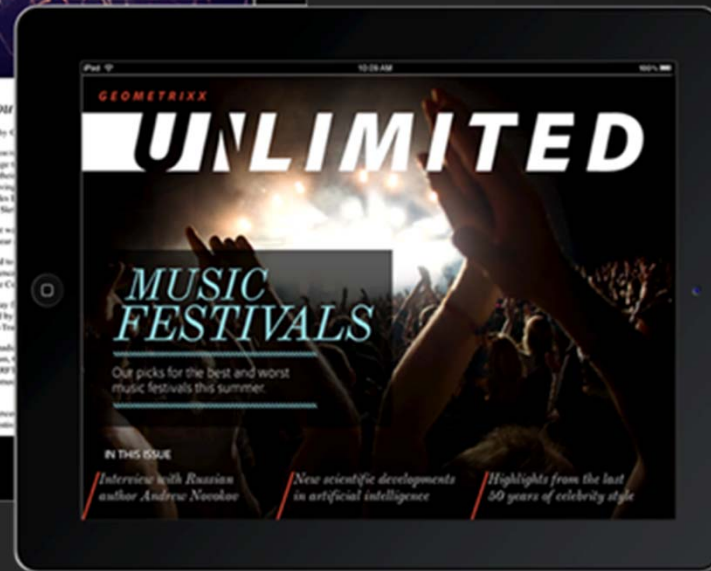 iPad
10:09 AM
100%
GEOMETRIXX
UNLIMITED
MUSIC
FESTIVALS
Our picks for the best and worst
music festivals this summer.
IN THIS ISSUE
Interview with Russian
author Andrew Novokov
New scientific developments
in artificial intelligence
Highlights from the last
50 years of celebrity style